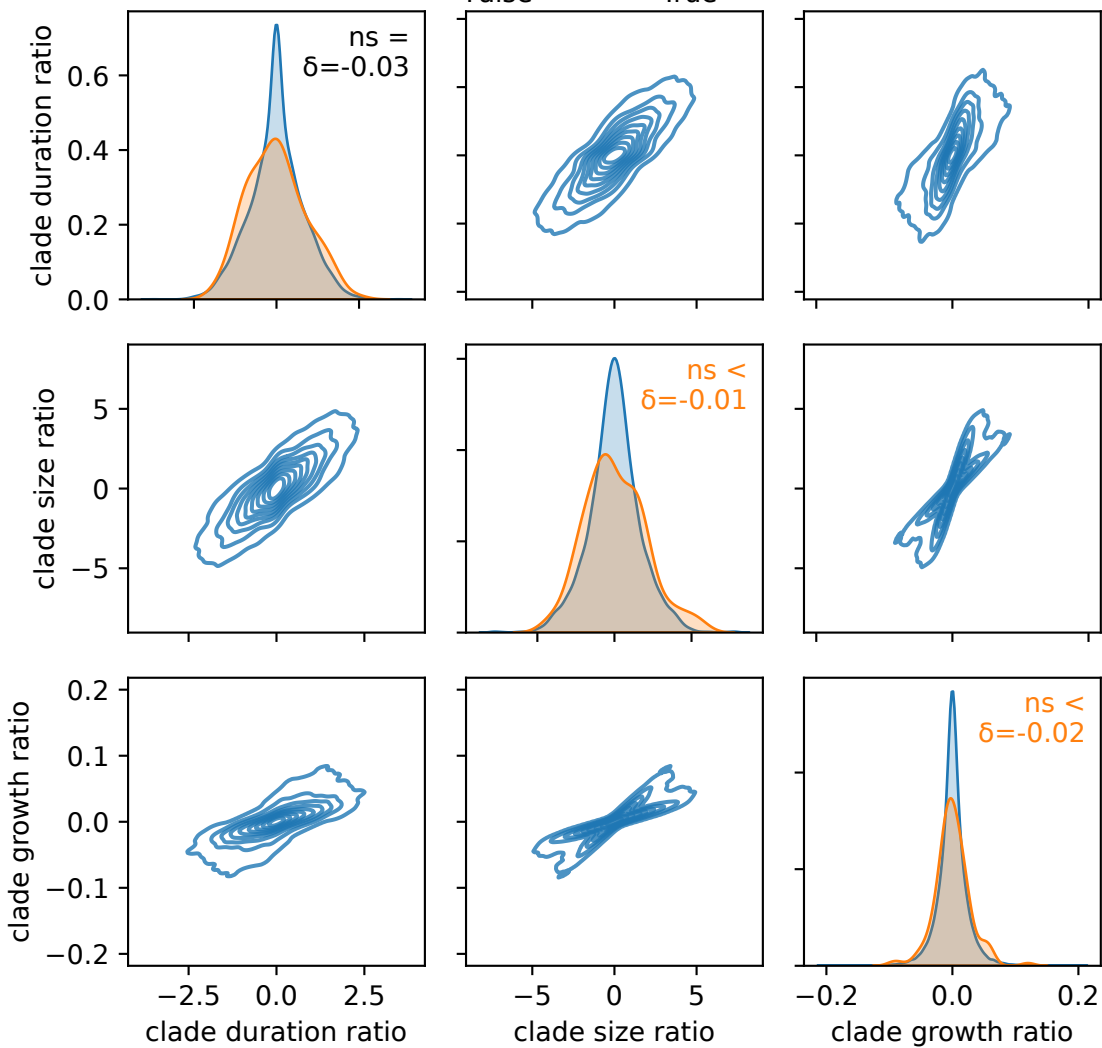 clade duration ratio
0.6
0.4
0.2
0.0
ns =
δ=-0.03
clade size ratio
5
0
−5
ns <
δ=-0.01
clade growth ratio
0.2
0.1
0.0
−0.1
−0.2
ns <
δ=-0.02
−2.5 0.0 2.5
clade duration ratio
−5 0 5
clade size ratio
−0.2 0.0 0.2
clade growth ratio